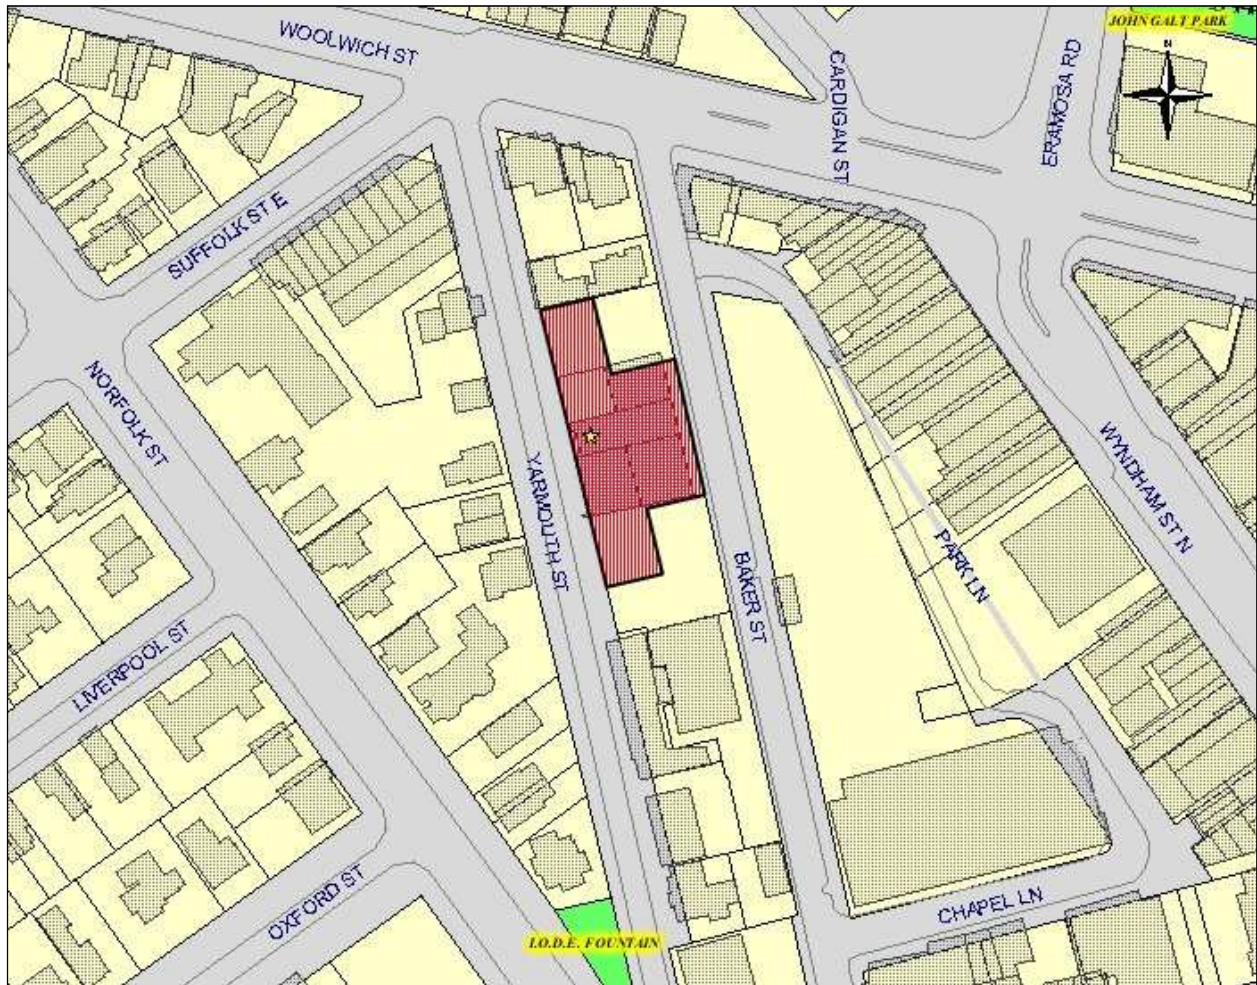 JOHN GALT PARK
WOOLWICH ST
N
CARDIGAN ST
ERAMOSA RD
SUFFOLK ST E
NORFOLK ST
YARMOUTH ST
WYNDHAM ST N
PARK LN
BAKER ST
LIVERPOOL ST
OXFORD ST
CHAPEL LN
I.O.D.E. FOUNTAIN